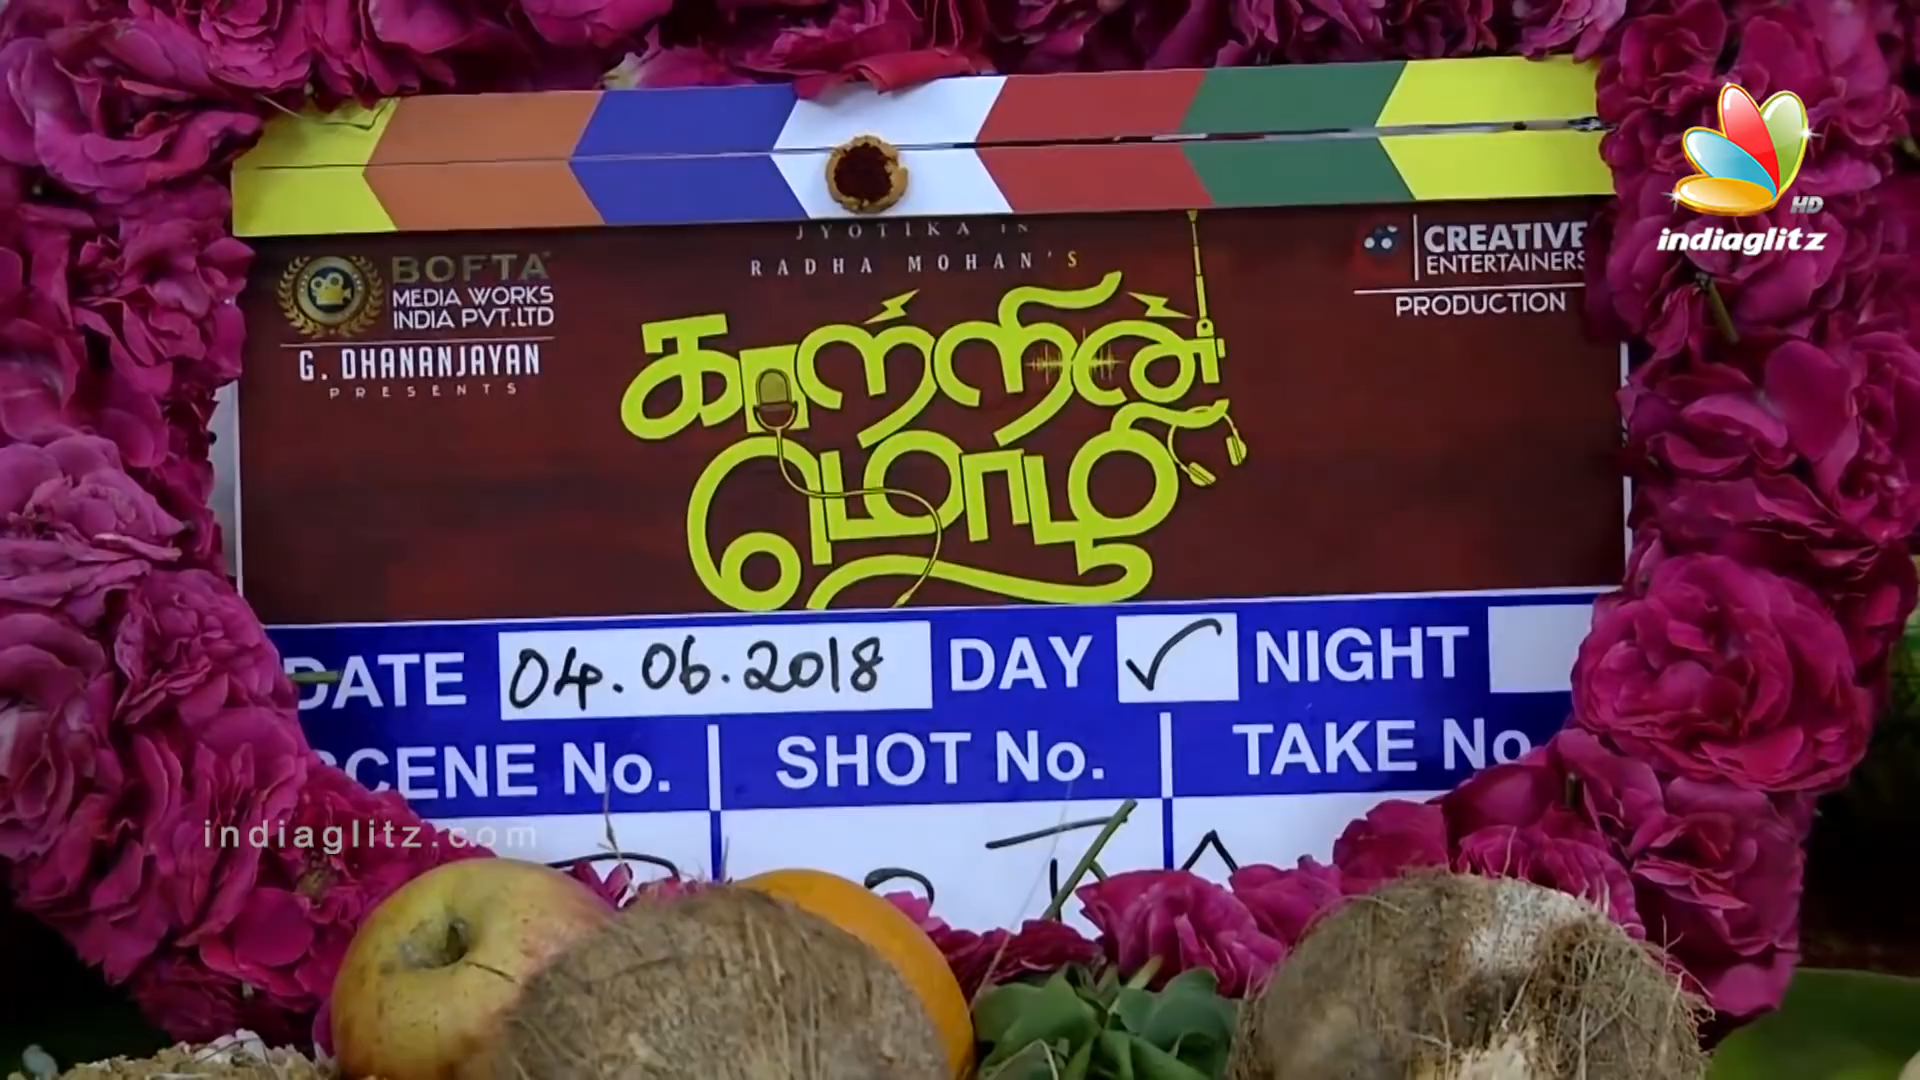 JYOTIKA IN
RADHA MOHAN'S
BOFTA
MEDIA WORKS
INDIA PVT.LTD
G. DHANANJAYAN
PRESENTS
CREATIVE
ENTERTAINERS
PRODUCTION
HD
indiaglitz
காற்றின்
மொழி
DATE 04.06.2018 DAY ✓ NIGHT
SCENE No. SHOT No. TAKE No.
indiaglitz.com